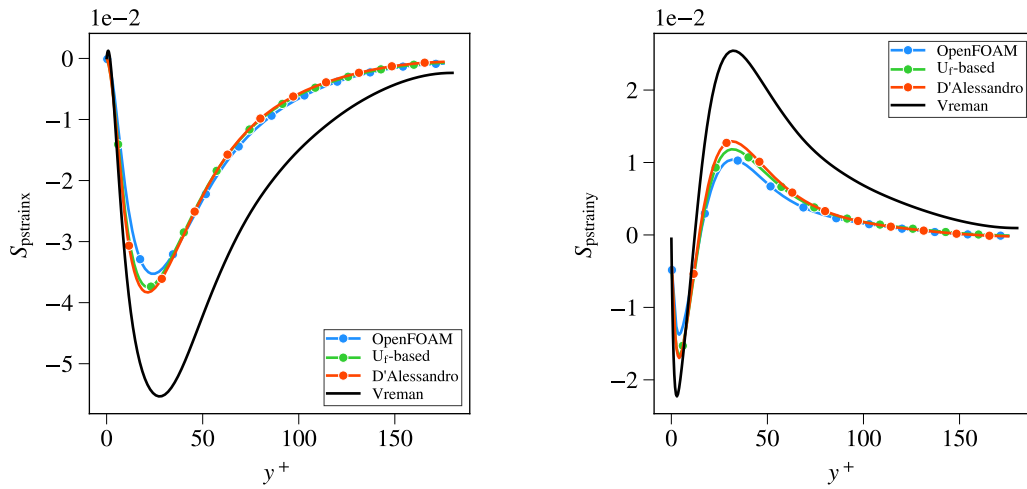 1e−2
0
−1
−2
−3
−4
−5
S_pstrainx
0
50
100
150
y⁺
OpenFOAM
U_f-based
D'Alessandro
Vreman
1e−2
2
1
0
−1
−2
S_pstrainy
0
50
100
150
y⁺
OpenFOAM
U_f-based
D'Alessandro
Vreman